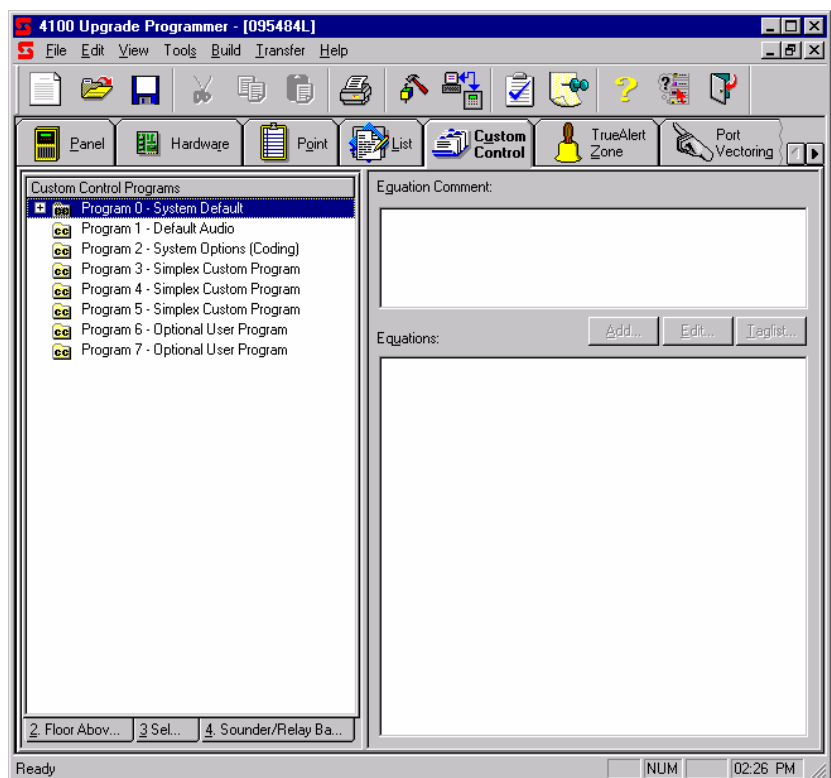 4100 Upgrade Programmer - [095484L]
File Edit View Tools Build Transfer Help
Panel Hardware Point List Custom Control TrueAlert Zone Port Vectoring
Custom Control Programs
Program 0 - System Default
Program 1 - Default Audio
Program 2 - System Options (Coding)
Program 3 - Simplex Custom Program
Program 4 - Simplex Custom Program
Program 5 - Simplex Custom Program
Program 6 - Optional User Program
Program 7 - Optional User Program
2. Floor Abov... 3 Sel... 4. Sounder/Relay Ba...
Equation Comment:
Equations:
Add... Edit... Taglist...
Ready
NUM
02:26 PM